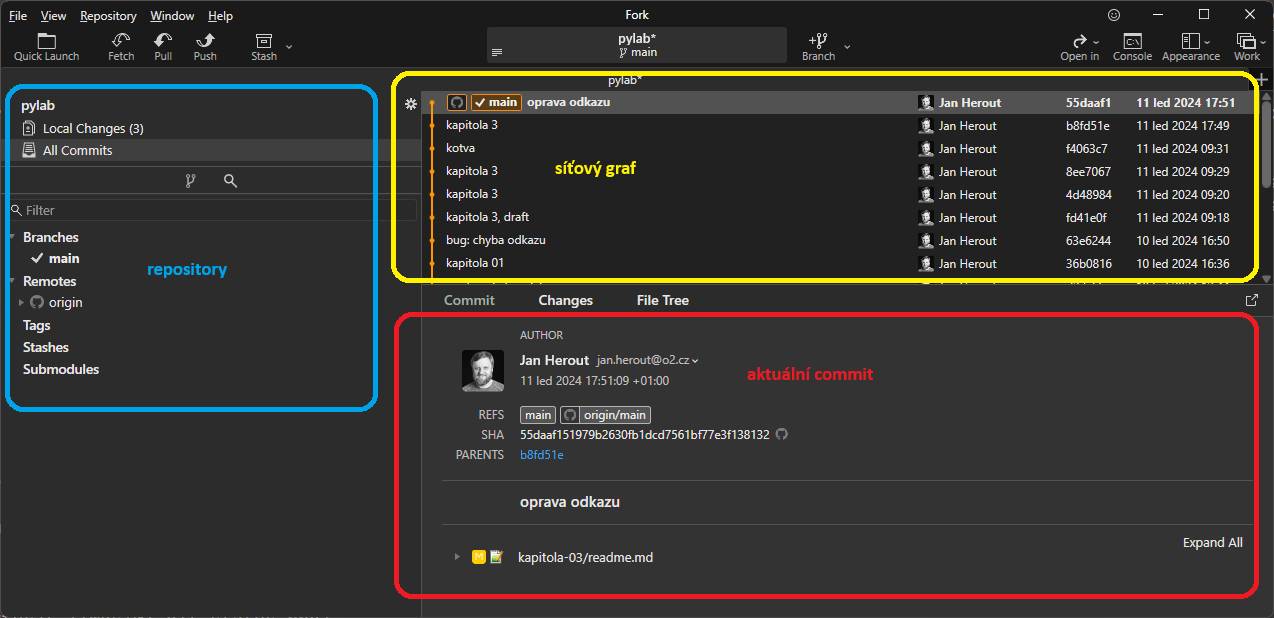 File View Repository Window Help
Fork
Quick Launch Fetch Pull Push Stash
pylab*
main
Branch
Open in Console Appearance Work
pylab*
pylab
Local Changes (3)
All Commits
Filter
Branches
main
Remotes
origin
Tags
Stashes
Submodules
repository
main oprava odkazu Jan Herout 55daaf1 11 led 2024 17:51
kapitola 3 Jan Herout b8fd51e 11 led 2024 17:49
kotva Jan Herout f4063c7 11 led 2024 09:31
kapitola 3 Jan Herout 8ee7067 11 led 2024 09:29
kapitola 3 Jan Herout 4d48984 11 led 2024 09:20
kapitola 3, draft Jan Herout fd41e0f 11 led 2024 09:18
bug: chyba odkazu Jan Herout 63e6244 10 led 2024 16:50
kapitola 01 Jan Herout 36b0816 10 led 2024 16:36
síťový graf
Commit Changes File Tree
AUTHOR
Jan Herout jan.herout@o2.cz
11 led 2024 17:51:09 +01:00
aktuální commit
REFS main origin/main
SHA 55daaf151979b2630fb1dcd7561bf77e3f138132
PARENTS b8fd51e
oprava odkazu
Expand All
M kapitola-03/readme.md